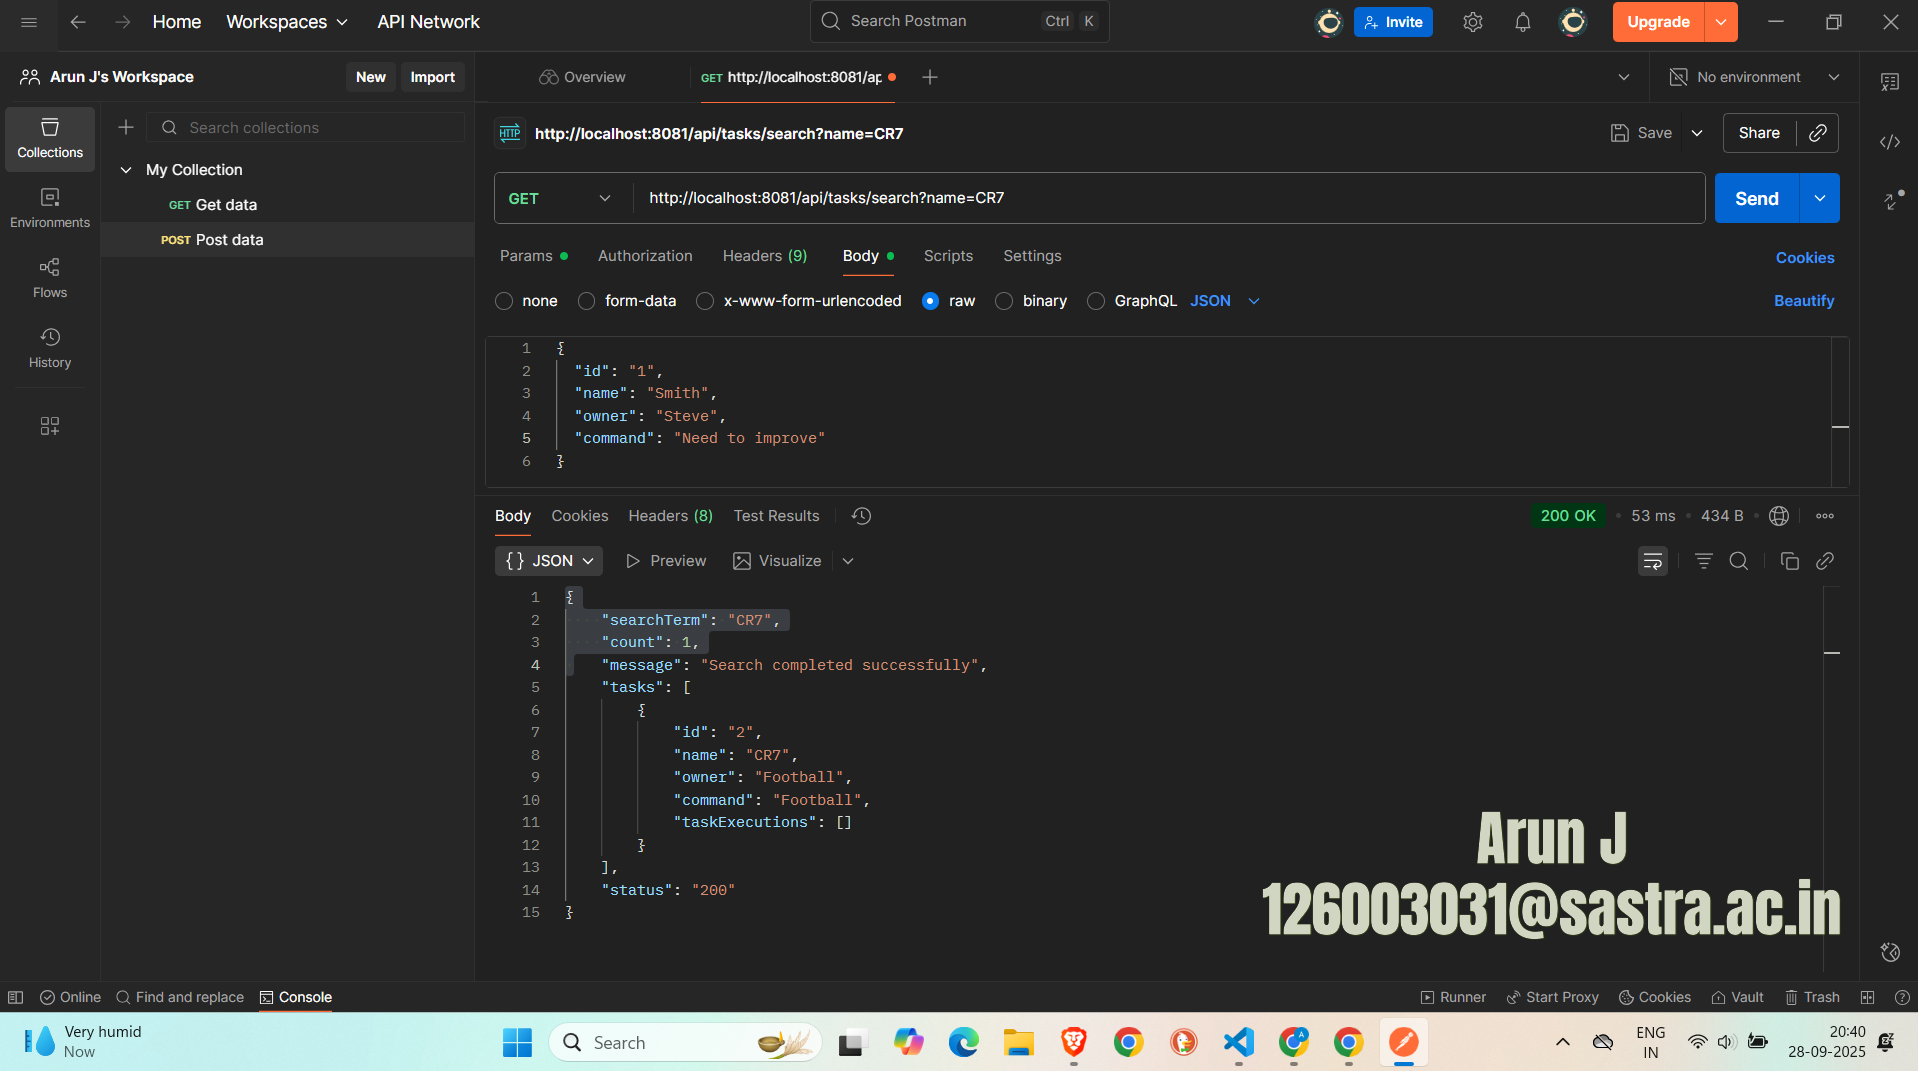 Home Workspaces API Network Search Postman Ctrl K Invite Upgrade
Arun J's Workspace New Import Overview GET http://localhost:8081/ap No environment
Collections
Environments
Flows
History
Search collections
My Collection
GET Get data
POST Post data
HTTP http://localhost:8081/api/tasks/search?name=CR7 Save Share
GET http://localhost:8081/api/tasks/search?name=CR7 Send
Params Authorization Headers (9) Body Scripts Settings Cookies
none form-data x-www-form-urlencoded raw binary GraphQL JSON Beautify
1 {
2 "id": "1",
3 "name": "Smith",
4 "owner": "Steve",
5 "command": "Need to improve"
6 }
Body Cookies Headers (8) Test Results 200 OK • 53 ms • 434 B •
{} JSON Preview Visualize
1 {
2 "searchTerm": "CR7",
3 "count": 1,
4 "message": "Search completed successfully",
5 "tasks": [
6 {
7 "id": "2",
8 "name": "CR7",
9 "owner": "Football",
10 "command": "Football",
11 "taskExecutions": []
12 }
13 ],
14 "status": "200"
15 }
Arun J
126003031@sastra.ac.in
Online Find and replace Console Runner Start Proxy Cookies Vault Trash
Very humid
Now
Search
ENG
IN
20:40
28-09-2025